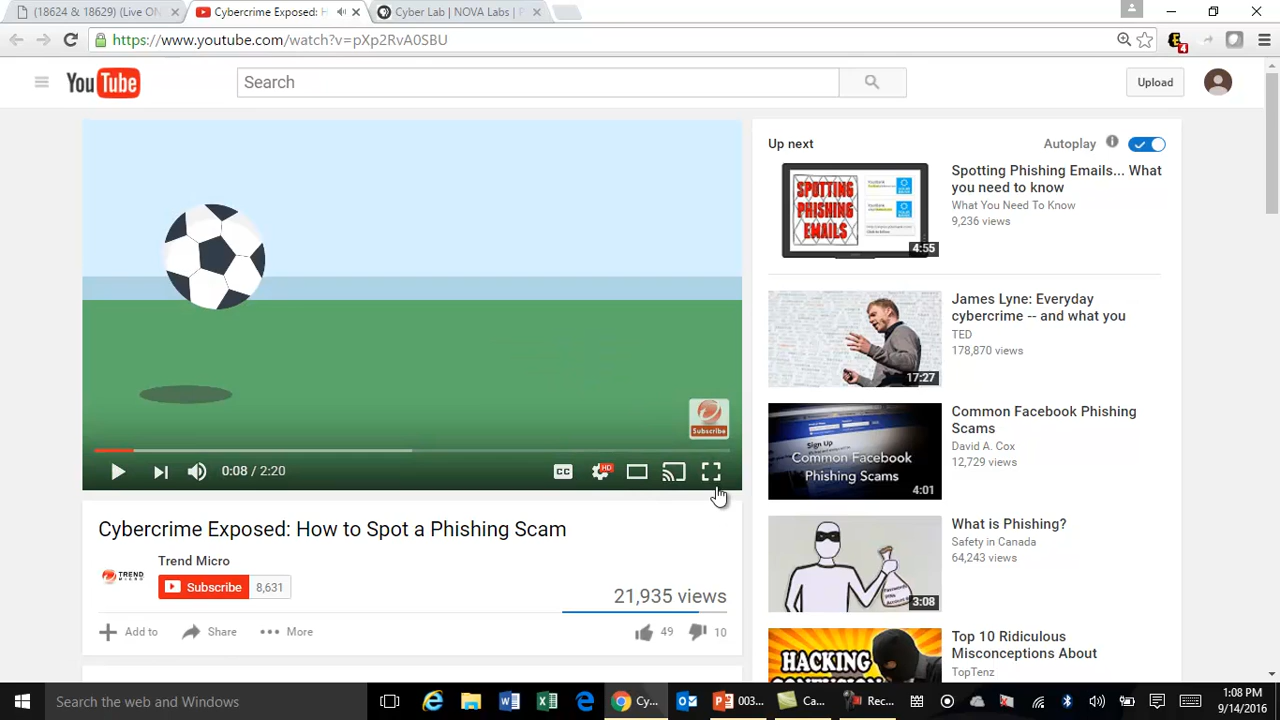 (18624 & 18629) (Live ON
Cybercrime Exposed: H
Cyber Lab | NOVA Labs | P
https://www.youtube.com/watch?v=pXp2RvA0SBU
4
YouTube
Search
Upload
Subscribe
CC
HD
0:08 / 2:20
Cybercrime Exposed: How to Spot a Phishing Scam
Trend Micro
TREND
MICRO
Subscribe
8,631
21,935 views
Add to
Share
More
49
10
Up next
Autoplay
SPOTTING
PHISHING
EMAILS
4:55
Spotting Phishing Emails... What
you need to know
What You Need To Know
9,236 views
17:27
James Lyne: Everyday
cybercrime -- and what you
TED
178,870 views
Sign Up
Common Facebook
Phishing Scams
4:01
Common Facebook Phishing
Scams
David A. Cox
12,729 views
3:08
What is Phishing?
Safety in Canada
64,243 views
HACKING
Top 10 Ridiculous
Misconceptions About
TopTenz
Search the web and Windows
Cy...
003...
Ca...
Rec...
1:08 PM
9/14/2016